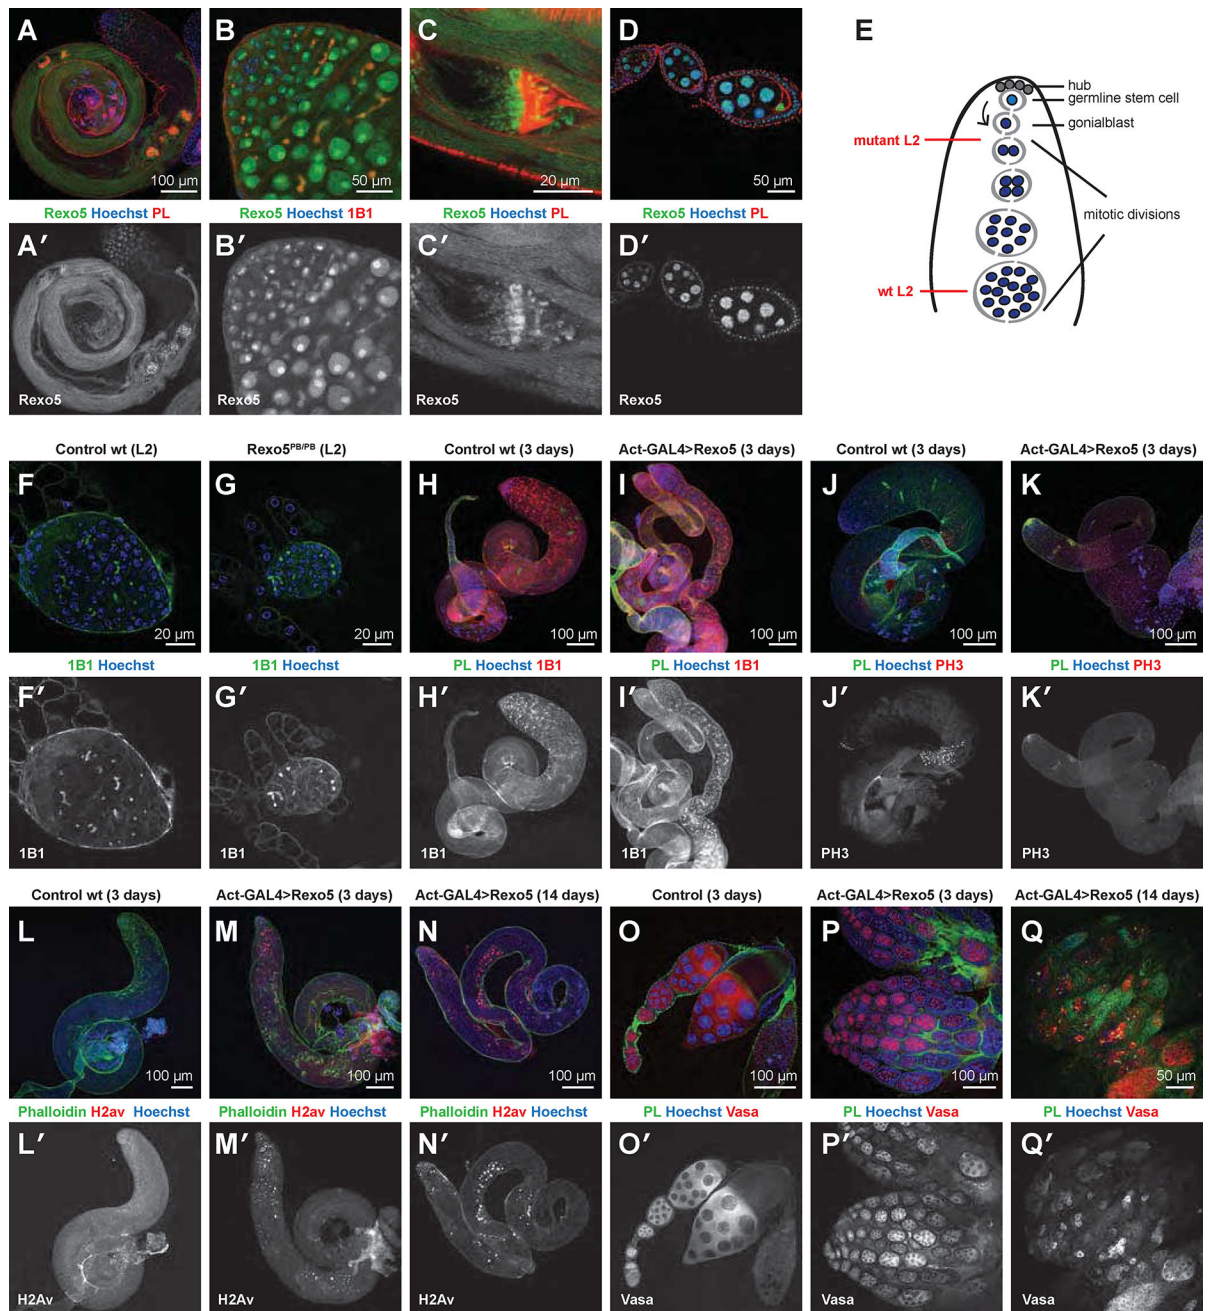 A B C D E
100 µm 50 µm 20 µm 50 µm
hub
germline stem cell
gonialblast
mutant L2
mitotic divisions
wt L2
Rexo5 Hoechst PL Rexo5 Hoechst 1B1 Rexo5 Hoechst PL Rexo5 Hoechst PL
A′ B′ C′ D′
Rexo5 Rexo5 Rexo5 Rexo5
Control wt (L2) Rexo5PB/PB (L2) Control wt (3 days) Act-GAL4>Rexo5 (3 days) Control wt (3 days) Act-GAL4>Rexo5 (3 days)
F G H I J K
20 µm 20 µm 100 µm 100 µm 100 µm 100 µm
1B1 Hoechst 1B1 Hoechst PL Hoechst 1B1 PL Hoechst 1B1 PL Hoechst PH3 PL Hoechst PH3
F′ G′ H′ I′ J′ K′
1B1 1B1 1B1 1B1 PH3 PH3
Control wt (3 days) Act-GAL4>Rexo5 (3 days) Act-GAL4>Rexo5 (14 days) Control (3 days) Act-GAL4>Rexo5 (3 days) Act-GAL4>Rexo5 (14 days)
L M N O P Q
100 µm 100 µm 100 µm 100 µm 100 µm 50 µm
Phalloidin H2av Hoechst Phalloidin H2av Hoechst Phalloidin H2av Hoechst PL Hoechst Vasa PL Hoechst Vasa PL Hoechst Vasa
L′ M′ N′ O′ P′ Q′
H2Av H2Av H2Av Vasa Vasa Vasa